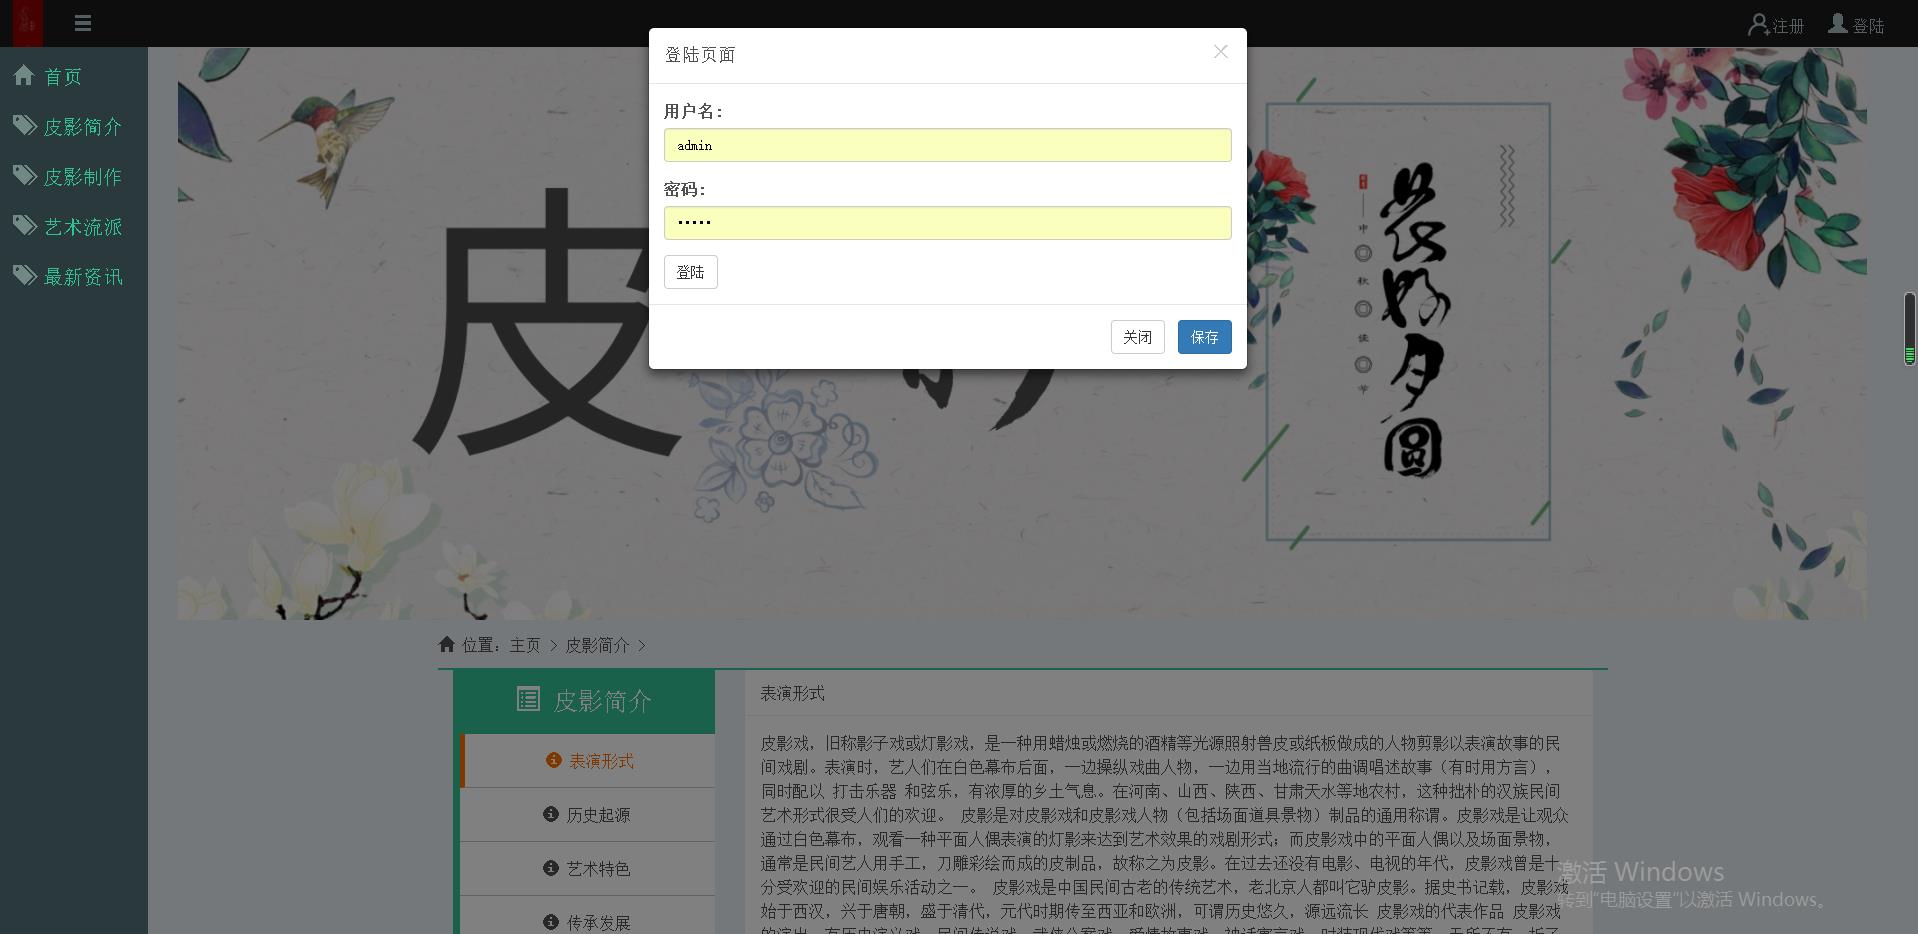 注册 登陆
登陆页面
用户名：
admin
密码：
•••••
登陆
关闭 保存
首页
皮影简介
皮影制作
艺术流派
最新资讯
皮
花好月圆
中
秋
佳
节
位置：主页 > 皮影简介 >
皮影简介
表演形式
历史起源
艺术特色
传承发展
表演形式
皮影戏，旧称影子戏或灯影戏，是一种用蜡烛或燃烧的酒精等光源照射兽皮或纸板做成的人物剪影以表演故事的民
间戏剧。表演时，艺人们在白色幕布后面，一边操纵戏曲人物，一边用当地流行的曲调唱述故事（有时用方言），
同时配以 打击乐器 和弦乐，有浓厚的乡土气息。在河南、山西、陕西、甘肃天水等地农村，这种拙朴的汉族民间
艺术形式很受人们的欢迎。 皮影是对皮影戏和皮影戏人物（包括场面道具景物）制品的通用称谓。皮影戏是让观众
通过白色幕布，观看一种平面人偶表演的灯影来达到艺术效果的戏剧形式；而皮影戏中的平面人偶以及场面景物，
通常是民间艺人用手工，刀雕彩绘而成的皮制品，故称之为皮影。在过去还没有电影、电视的年代，皮影戏曾是十
分受欢迎的民间娱乐活动之一。 皮影戏是中国民间古老的传统艺术，老北京人都叫它驴皮影。据史书记载，皮影戏
始于西汉，兴于唐朝，盛于清代，元代时期传至西亚和欧洲，可谓历史悠久，源远流长 皮影戏的代表作品 皮影戏
激活 Windows
转到“电脑设置”以激活 Windows。